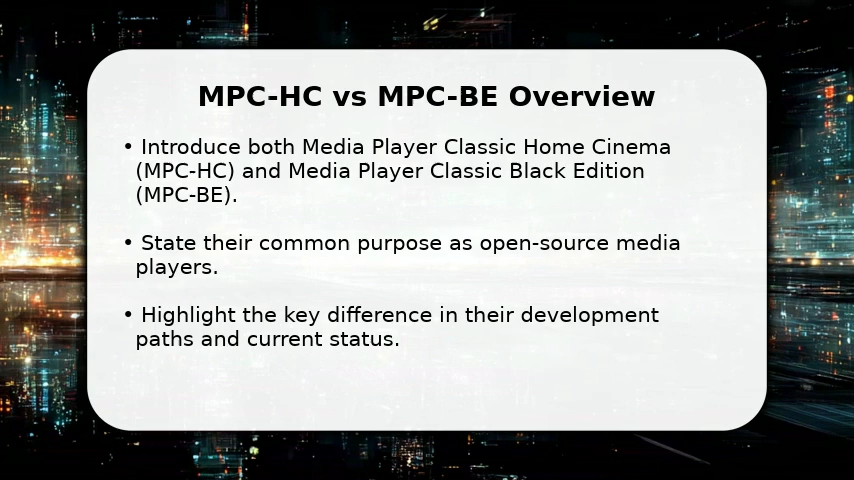 MPC-HC vs MPC-BE Overview
• Introduce both Media Player Classic Home Cinema
(MPC-HC) and Media Player Classic Black Edition
(MPC-BE).
• State their common purpose as open-source media
players.
• Highlight the key difference in their development
paths and current status.